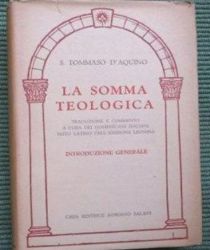 S. TOMMASO D'AQUINO
LA SOMMA
TEOLOGICA
TRADUZIONE E COMMENTO
A CURA DEI DOMENICANI ITALIANI
TESTO LATINO DELL'EDIZIONE LEONINA
INTRODUZIONE GENERALE
CASA EDITRICE ADRIANO SALANI